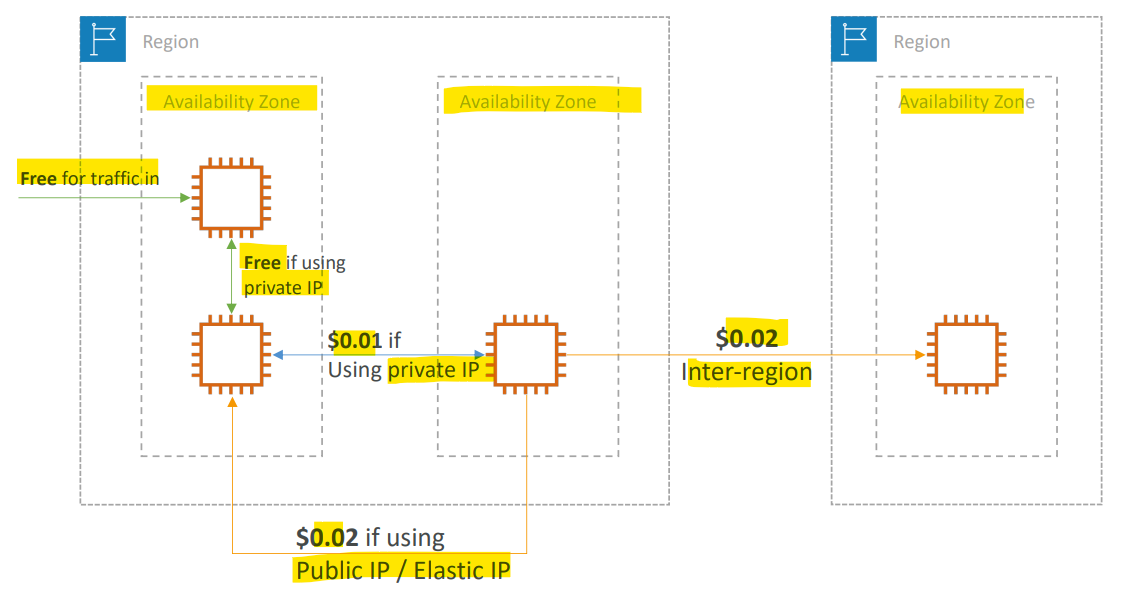 Region
Region
Availability Zone
Availability Zone
Availability Zone
Free for traffic in
Free if using
private IP
$0.01 if
Using private IP
$0.02
Inter-region
$0.02 if using
Public IP / Elastic IP